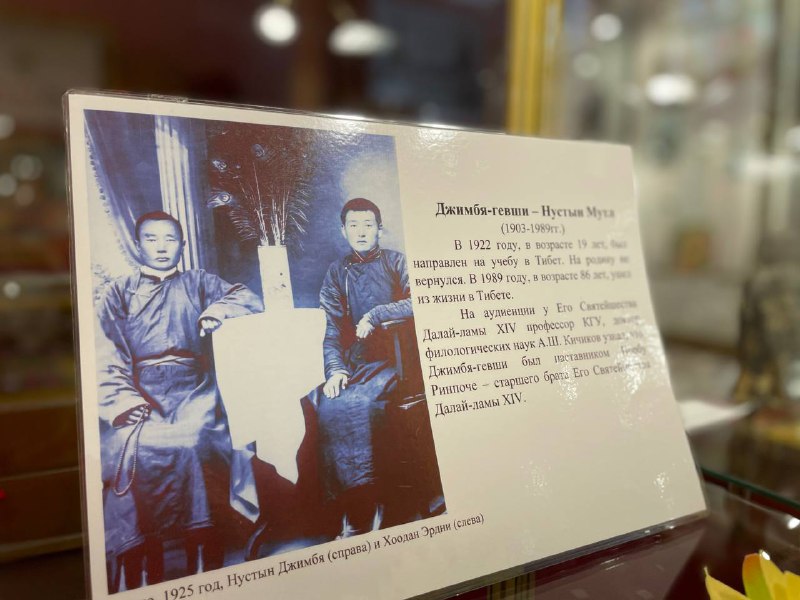 Джимбя-гевши – Нустын Мута
(1903-1989гг.)
В 1922 году, в возрасте 19 лет, был
направлен на учебу в Тибет. На родину не
вернулся. В 1989 году, в возрасте 86 лет, ушел
из жизни в Тибете.
На аудиенции у Его Святейшества
Далай-ламы XIV профессор КГУ, доктор
филологических наук А.Ш. Кичиков узнал, что
Джимбя-гевши был наставником
Ринпоче – старшего брата Его Святейшества
Далай-ламы XIV.
1925 год, Нустын Джимбя (справа) и Хоодан Эрдни (слева)